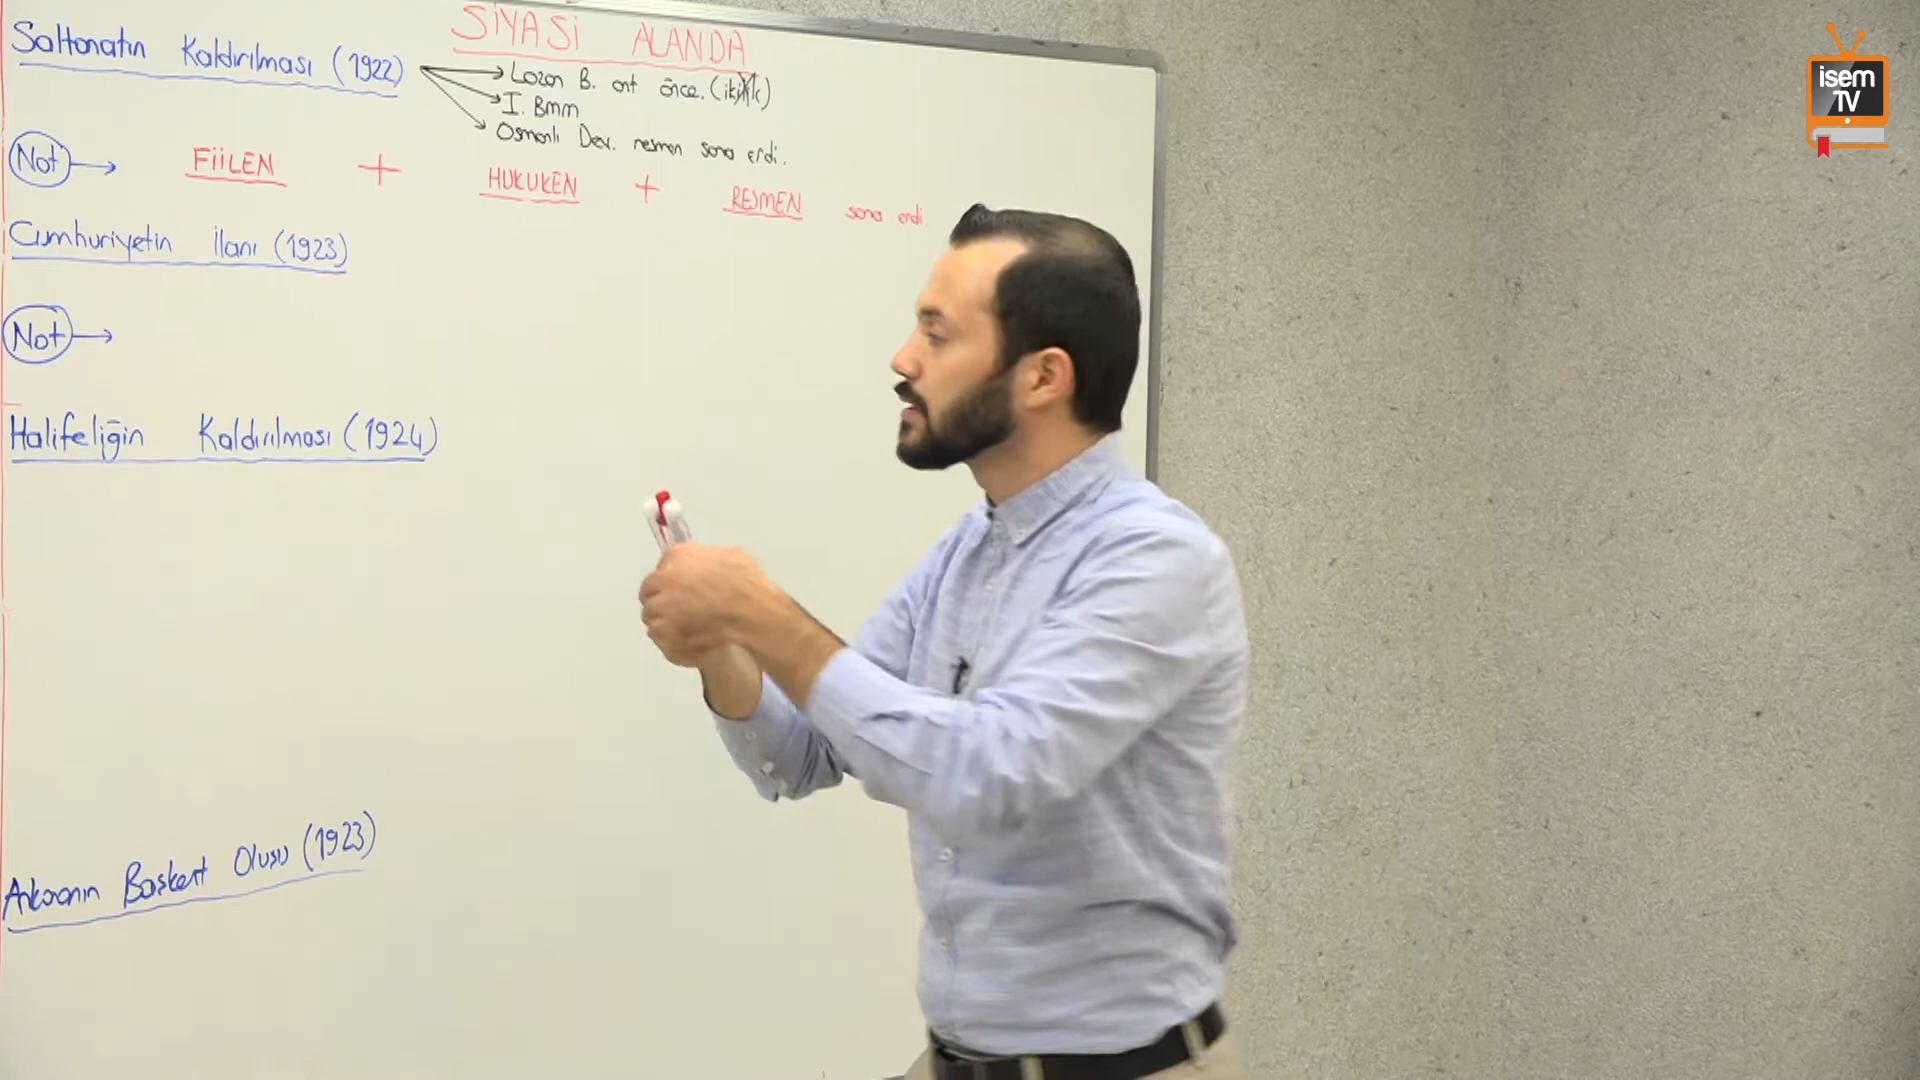 SİYASİ ALANDA
Saltanatın Kaldırılması (1922)
Lozan B. ant önce. (ikilik)
I. Bmm
Osmanlı Dev. resmen sona erdi.
Not → FİİLEN + HUKUKEN + RESMEN sona erdi.
Cumhuriyetin ilanı (1923)
Not →
Halifeliğin Kaldırılması (1924)
Ankaranın Başkent Oluşu (1923)
isem
TV